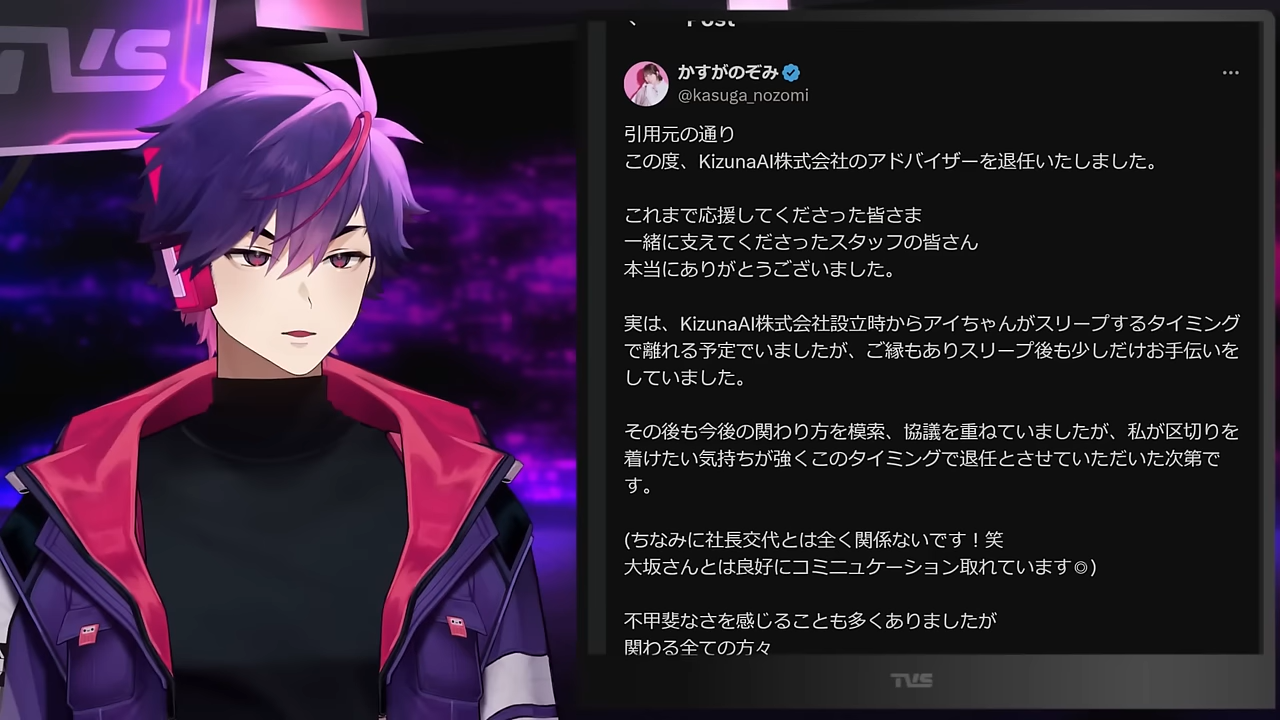 TVS
Post
かすがのぞみ
@kasuga_nozomi
引用元の通り
この度、KizunaAI株式会社のアドバイザーを退任いたしました。
これまで応援してくださった皆さま
一緒に支えてくださったスタッフの皆さん
本当にありがとうございました。
実は、KizunaAI株式会社設立時からアイちゃんがスリープするタイミング
で離れる予定でいましたが、ご縁もありスリープ後も少しだけお手伝いを
していました。
その後も今後の関わり方を模索、協議を重ねていましたが、私が区切りを
着けたい気持ちが強くこのタイミングで退任とさせていただいた次第で
す。
(ちなみに社長交代とは全く関係ないです！笑
大坂さんとは良好にコミニュケーション取れています◎)
不甲斐なさを感じることも多くありましたが
関わる全ての方々
TVS